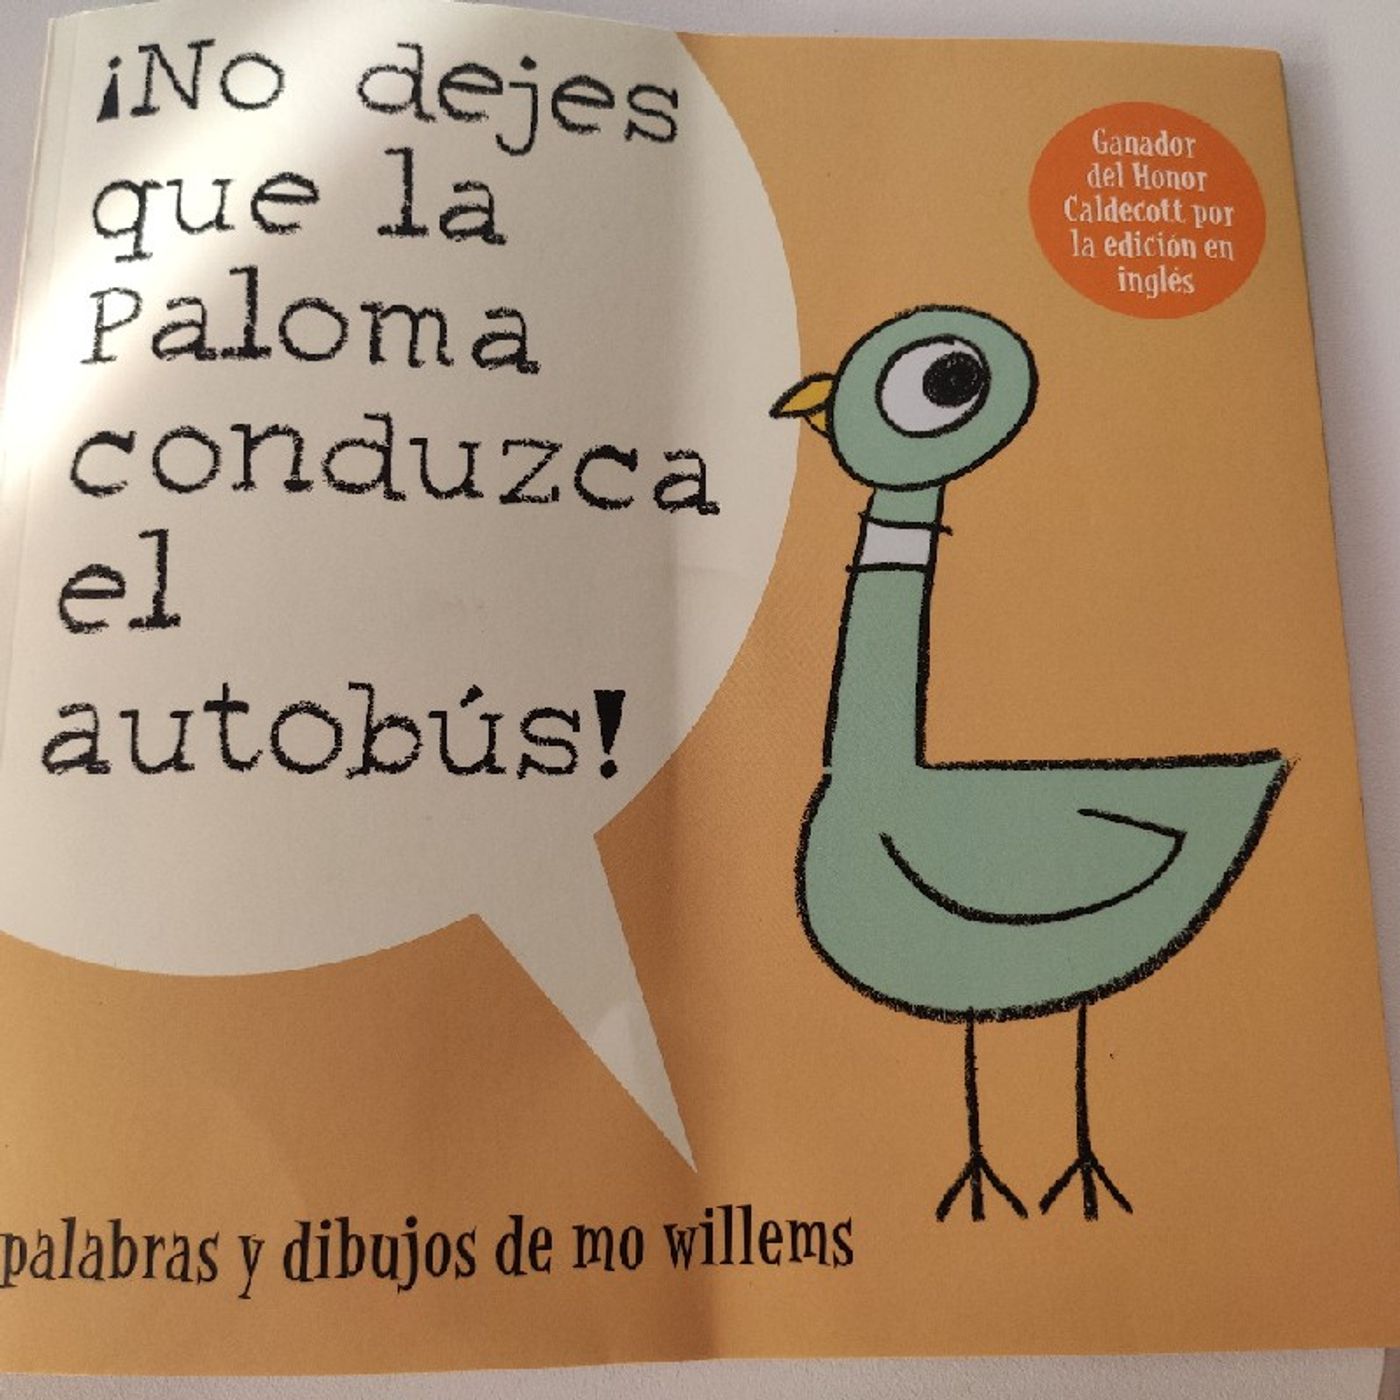 ¡No dejes
que la
Paloma
conduzca
el
autobús!
Ganador
del Honor
Caldecott por
la edición en
inglés
palabras y dibujos de mo willems